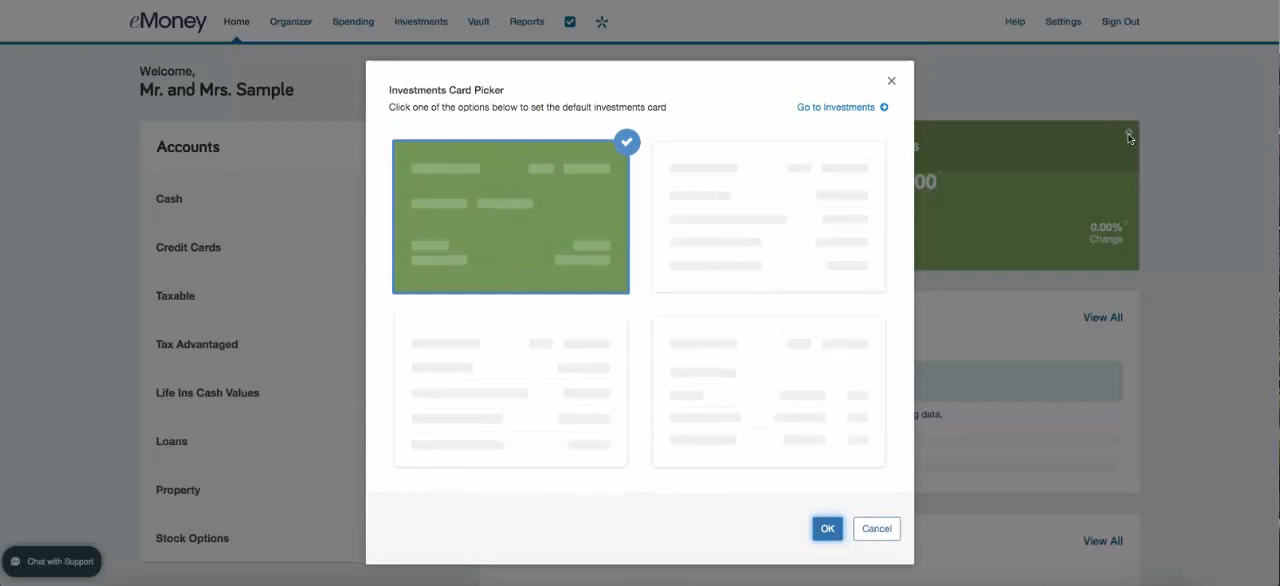 eMoney Home Organizer Spending Investments Vault Reports Help Settings Sign Out
Welcome,
Mr. and Mrs. Sample
Accounts
Cash
Credit Cards
Taxable
Tax Advantaged
Life Ins Cash Values
Loans
Property
Stock Options
Chat with Support
Investments Card Picker
Click one of the options below to set the default investments card
Go to Investments
OK Cancel
s
00
0.00%
Change
View All
g data.
View All